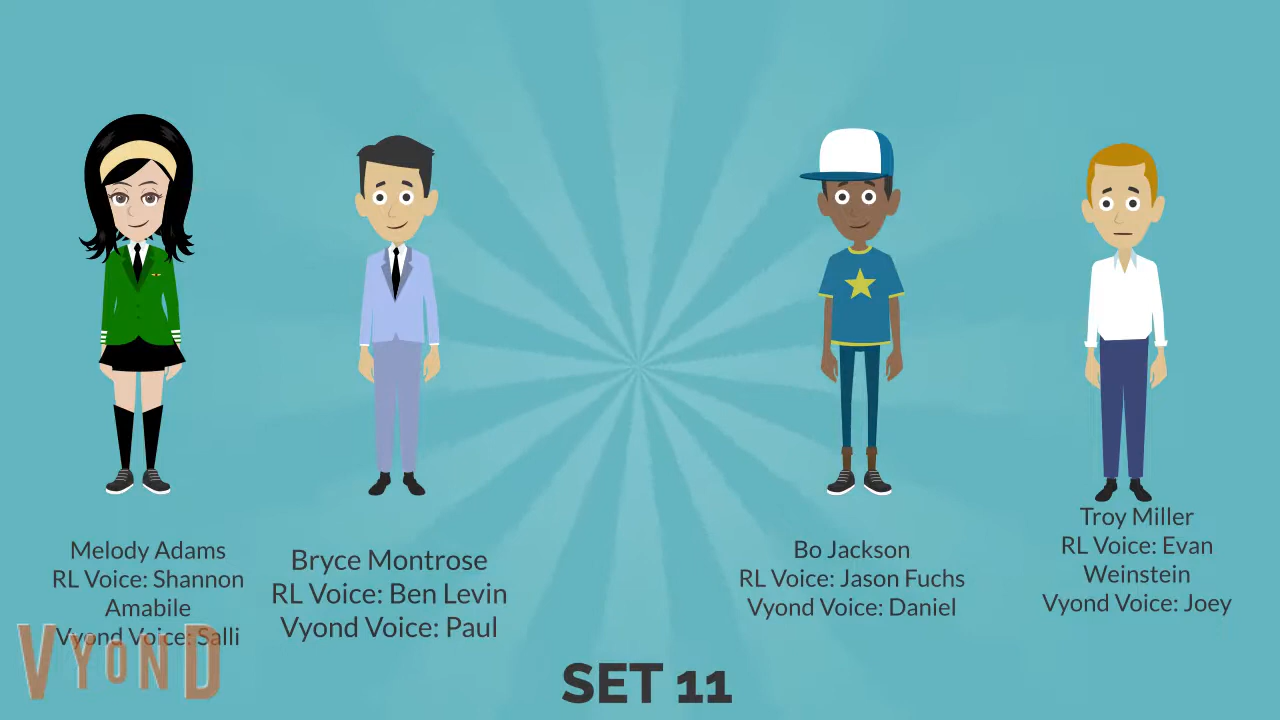 Melody Adams
RL Voice: Shannon
Amabile
Vyond Voice: Salli
Bryce Montrose
RL Voice: Ben Levin
Vyond Voice: Paul
Bo Jackson
RL Voice: Jason Fuchs
Vyond Voice: Daniel
Troy Miller
RL Voice: Evan
Weinstein
Vyond Voice: Joey
VYOND
SET 11